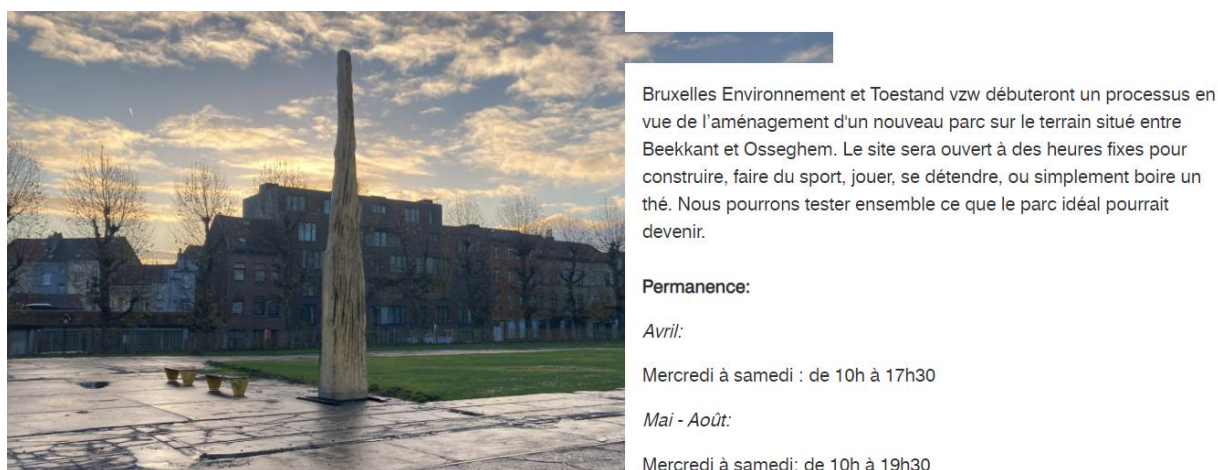 Bruxelles Environnement et Toestand vzw débuteront un processus en
vue de l’aménagement d'un nouveau parc sur le terrain situé entre
Beekkant et Osseghem. Le site sera ouvert à des heures fixes pour
construire, faire du sport, jouer, se détendre, ou simplement boire un
thé. Nous pourrons tester ensemble ce que le parc idéal pourrait
devenir.
Permanence:
Avril:
Mercredi à samedi : de 10h à 17h30
Mai - Août:
Mercredi à samedi: de 10h à 19h30